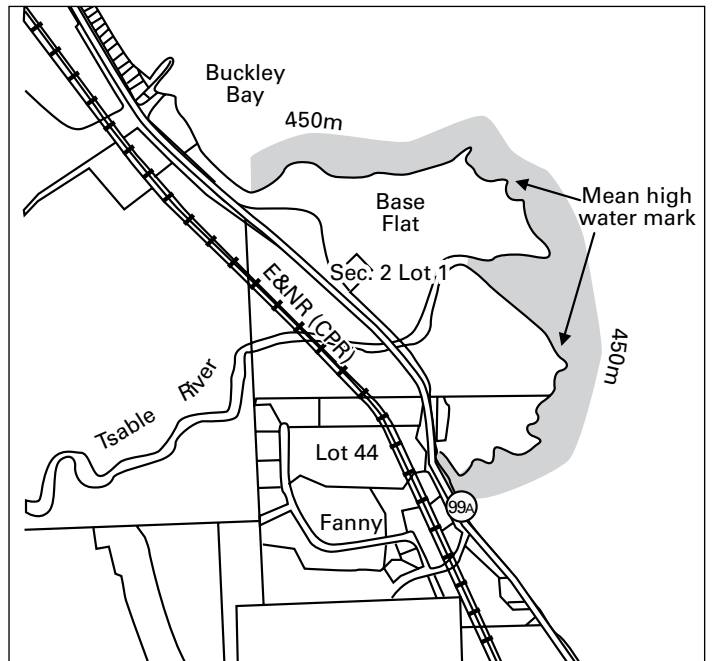 Buckley
Bay
450m
Base
Flat
Mean high
water mark
Sec. 2 Lot 1
E&NR (CPR)
450m
Tsable River
Lot 44
Fanny
99A